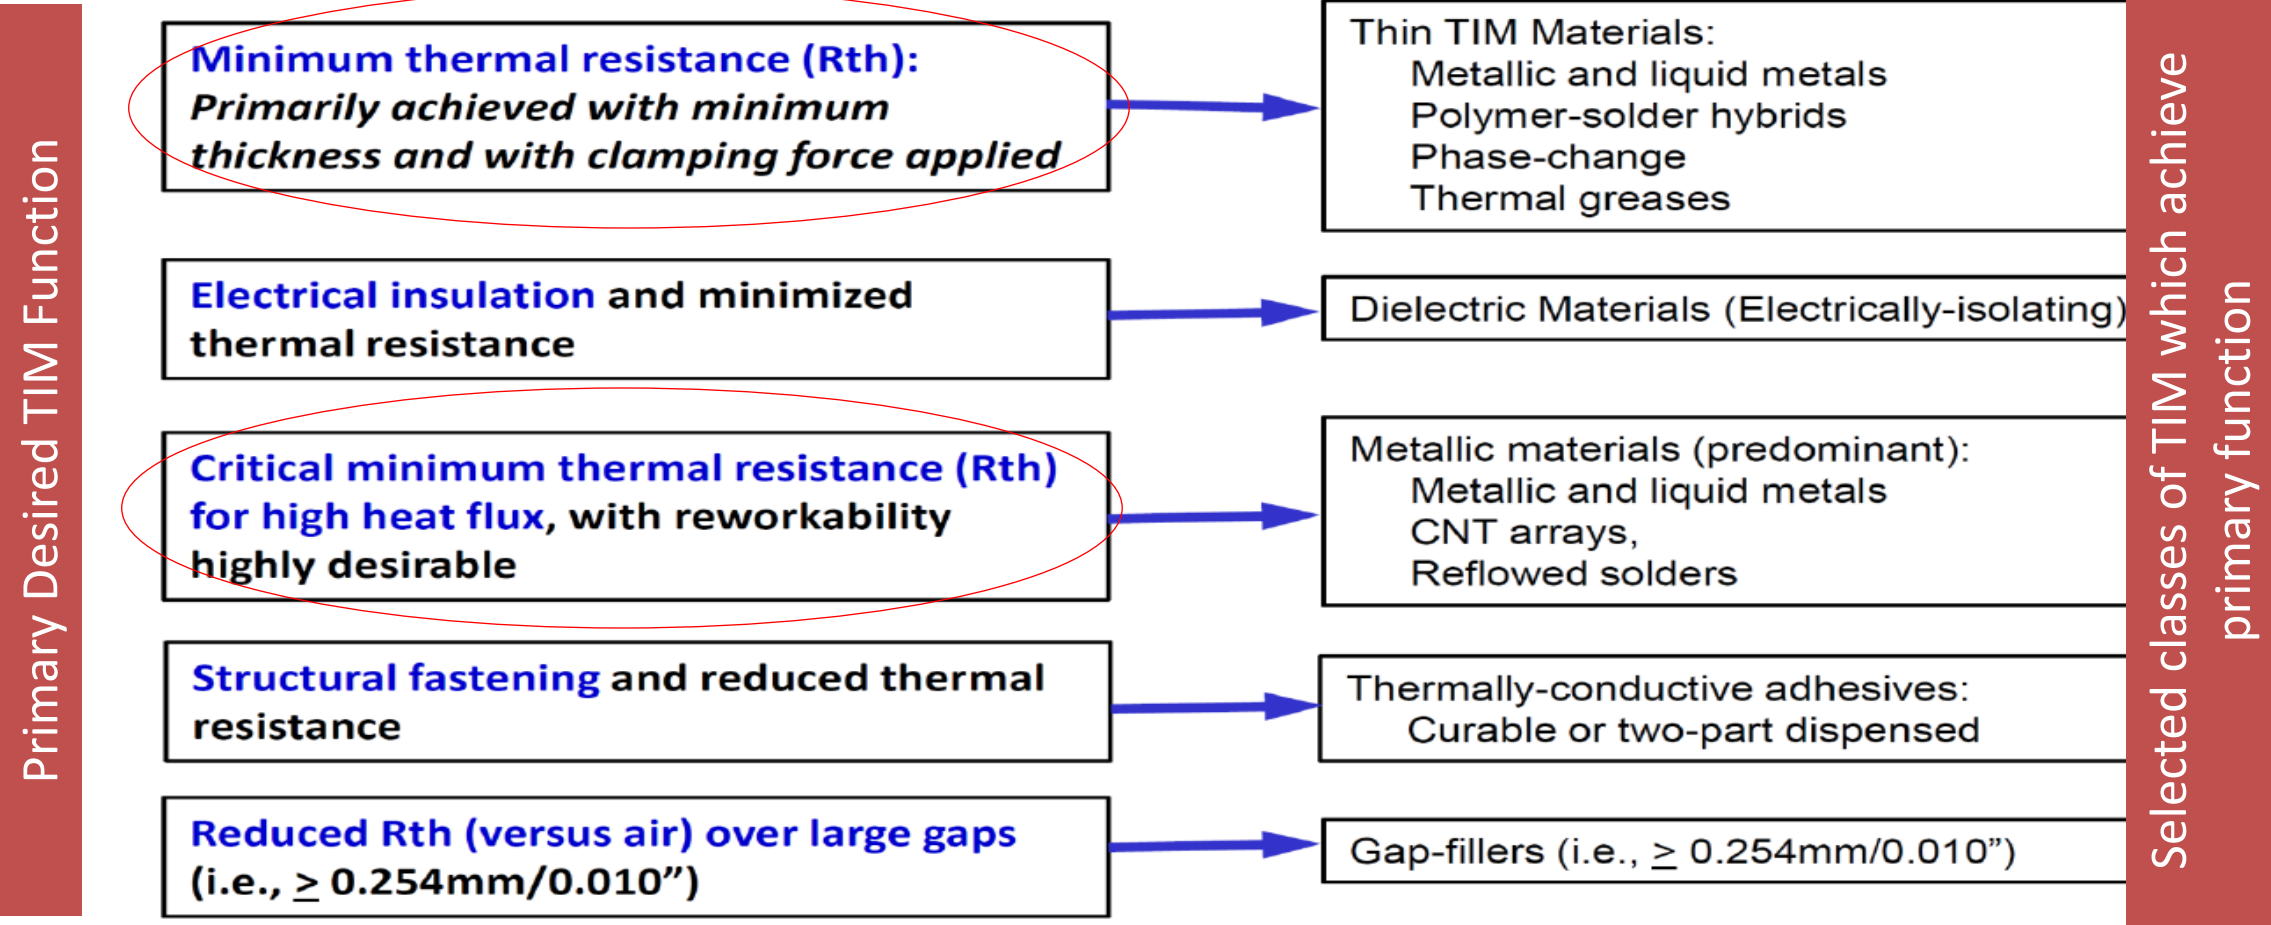 Primary Desired TIM Function
Minimum thermal resistance (Rth):
Primarily achieved with minimum
thickness and with clamping force applied
Thin TIM Materials:
Metallic and liquid metals
Polymer-solder hybrids
Phase-change
Thermal greases
Electrical insulation and minimized
thermal resistance
Dielectric Materials (Electrically-isolating)
Critical minimum thermal resistance (Rth)
for high heat flux, with reworkability
highly desirable
Metallic materials (predominant):
Metallic and liquid metals
CNT arrays,
Reflowed solders
Structural fastening and reduced thermal
resistance
Thermally-conductive adhesives:
Curable or two-part dispensed
Reduced Rth (versus air) over large gaps
(i.e., ≥ 0.254mm/0.010”)
Gap-fillers (i.e., ≥ 0.254mm/0.010”)
Selected classes of TIM which achieve
primary function